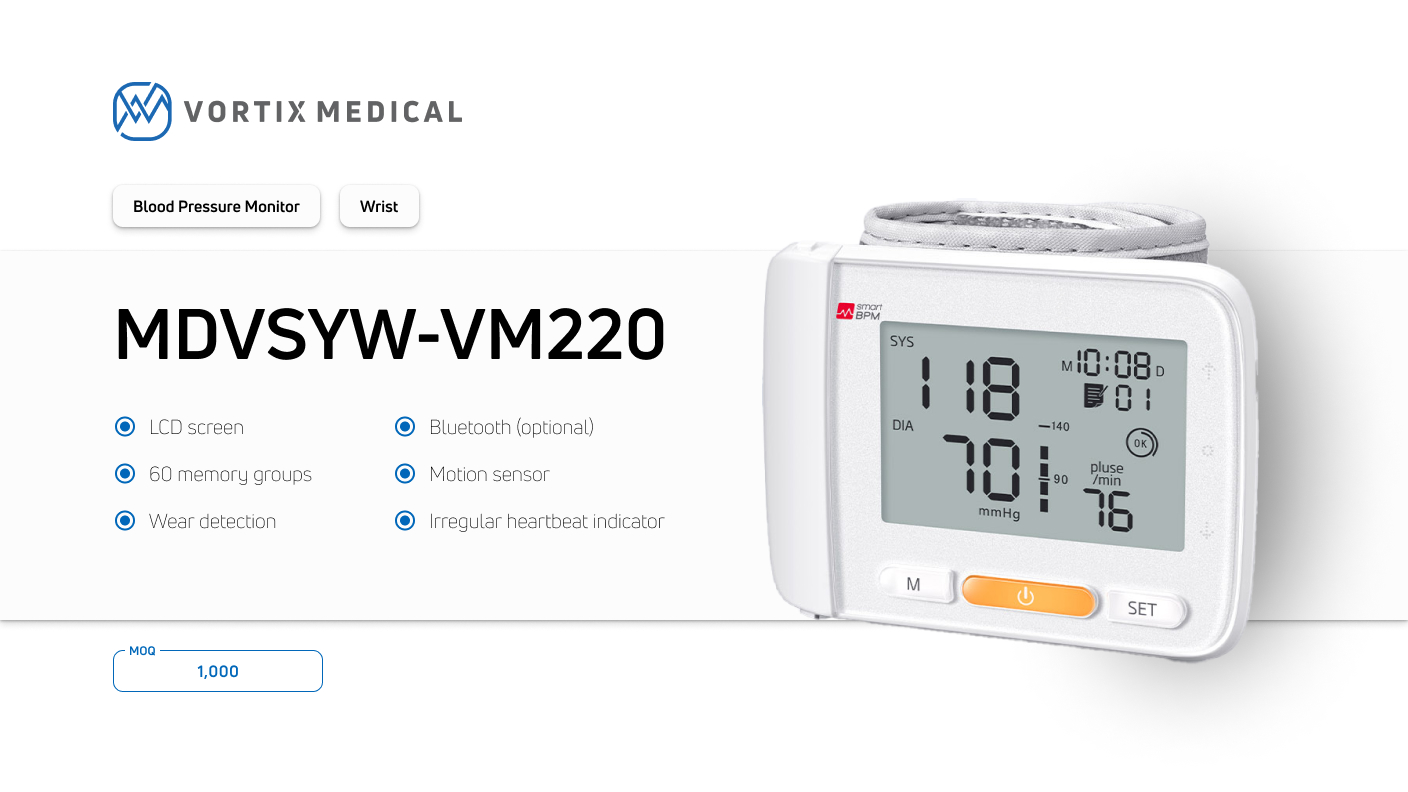 VORTIX MEDICAL
Blood Pressure Monitor
Wrist
MDVSYW-VM220
LCD screen
Bluetooth (optional)
60 memory groups
Motion sensor
Wear detection
Irregular heartbeat indicator
MOQ
1,000
smart
BPM
SYS
118
M 10:08 D
01
DIA
701
140
OK
90
pluse
/min
76
mmHg
M
SET